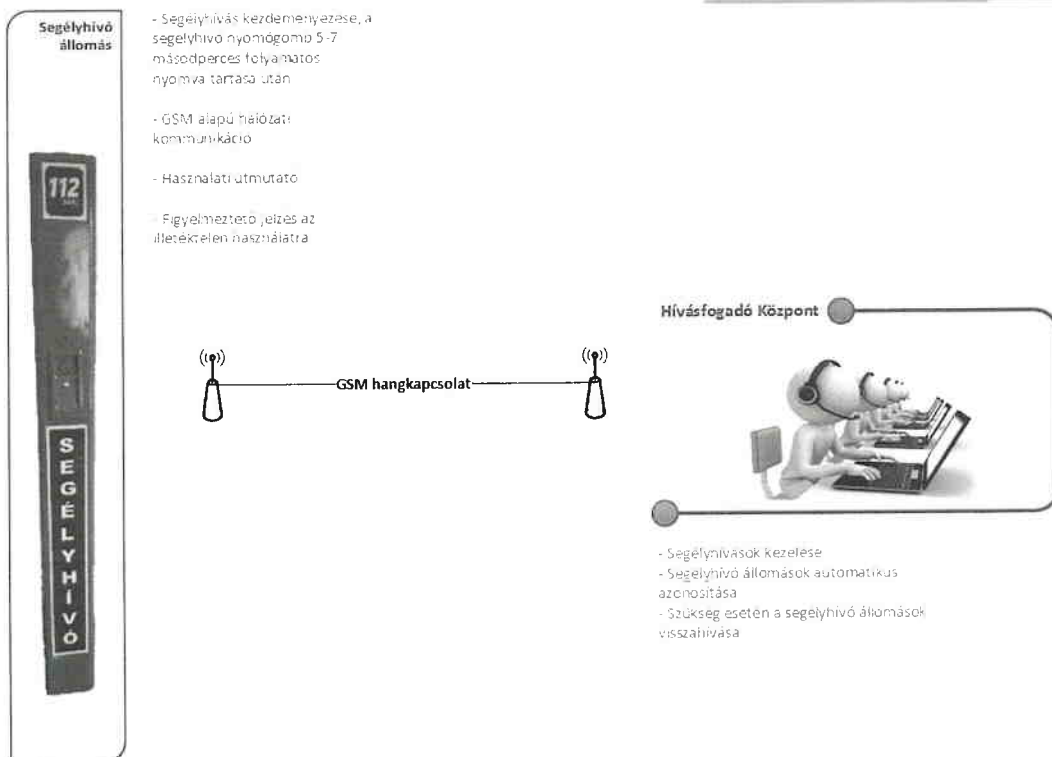 Segélyhívó
állomás
- Segélyhívás kezdeményezése, a
segélyhívó nyomógomb 5-7
másodperces folyamatos
nyomva tartása után
- GSM alapú hálózati
kommunikáció
- Használati útmutató
- Figyelmeztető jelzés az
illetéktelen használatra
112
SEGÉLYHÍVÓ
GSM hangkapcsolat
Hívásfogadó Központ
- Segélyhívások kezelése
- Segélyhívó állomások automatikus
azonosítása
- Szükség esetén a segélyhívó állomások
visszahívása